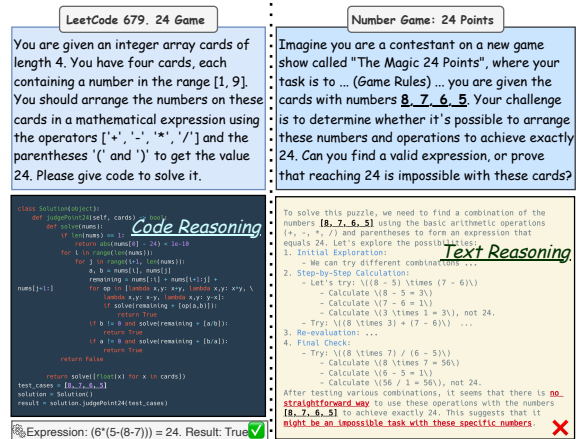 LeetCode 679. 24 Game
You are given an integer array cards of
length 4. You have four cards, each
containing a number in the range [1, 9].
You should arrange the numbers on these
cards in a mathematical expression using
the operators ['+', '-', '*', '/'] and the
parentheses '(' and ')' to get the value
24. Please give code to solve it.
class Solution(object):
def judgePoint24(self, cards) -> bool:
def solve(nums):
if len(nums) == 1:
return abs(nums[0] - 24) < 1e-10
for i in range(len(nums)):
for j in range(i+1, len(nums)):
a, b = nums[i], nums[j]
remaining = nums[:i] + nums[i+1:j] +
nums[j+1:]
for op in [lambda x,y: x+y, lambda x,y: x*y, \
lambda x,y: x-y, lambda x,y: y-x]:
if solve(remaining + [op(a,b)]):
return True
if b != 0 and solve(remaining + [a/b]):
return True
if a != 0 and solve(remaining + [b/a]):
return True
return False
return solve([float(x) for x in cards])
test_cases = [8, 7, 6, 5]
solution = Solution()
result = solution.judgePoint24(test_cases)
Code Reasoning
Expression: (6*(5-(8-7))) = 24. Result: True
Number Game: 24 Points
Imagine you are a contestant on a new game
show called "The Magic 24 Points", where your
task is to ... (Game Rules) ... you are given the
cards with numbers 8, 7, 6, 5. Your challenge
is to determine whether it's possible to arrange
these numbers and operations to achieve exactly
24. Can you find a valid expression, or prove
that reaching 24 is impossible with these cards?
To solve this puzzle, we need to find a combination of the
numbers [8, 7, 6, 5] using the basic arithmetic operations
(+, -, *, /) and parentheses to form an expression that
equals 24. Let's explore the possibilities:
1. Initial Exploration:
- We can try different combinations ...
2. Step-by-Step Calculation:
- Let's try: \((8 - 5) \times (7 - 6)\)
- Calculate \(8 - 5 = 3\)
- Calculate \(7 - 6 = 1\)
- Calculate \(3 \times 1 = 3\), not 24.
- Try: \((8 \times 3) + (7 - 6)\) ...
3. Re-evaluation: ...
4. Final Check:
- Try: \((8 \times 7) / (6 - 5)\)
- Calculate \(8 \times 7 = 56\)
- Calculate \(6 - 5 = 1\)
- Calculate \(56 / 1 = 56\), not 24.
After testing various combinations, it seems that there is no
straightforward way to use these operations with the numbers
[8, 7, 6, 5] to achieve exactly 24. This suggests that it
might be an impossible task with these specific numbers.
Text Reasoning